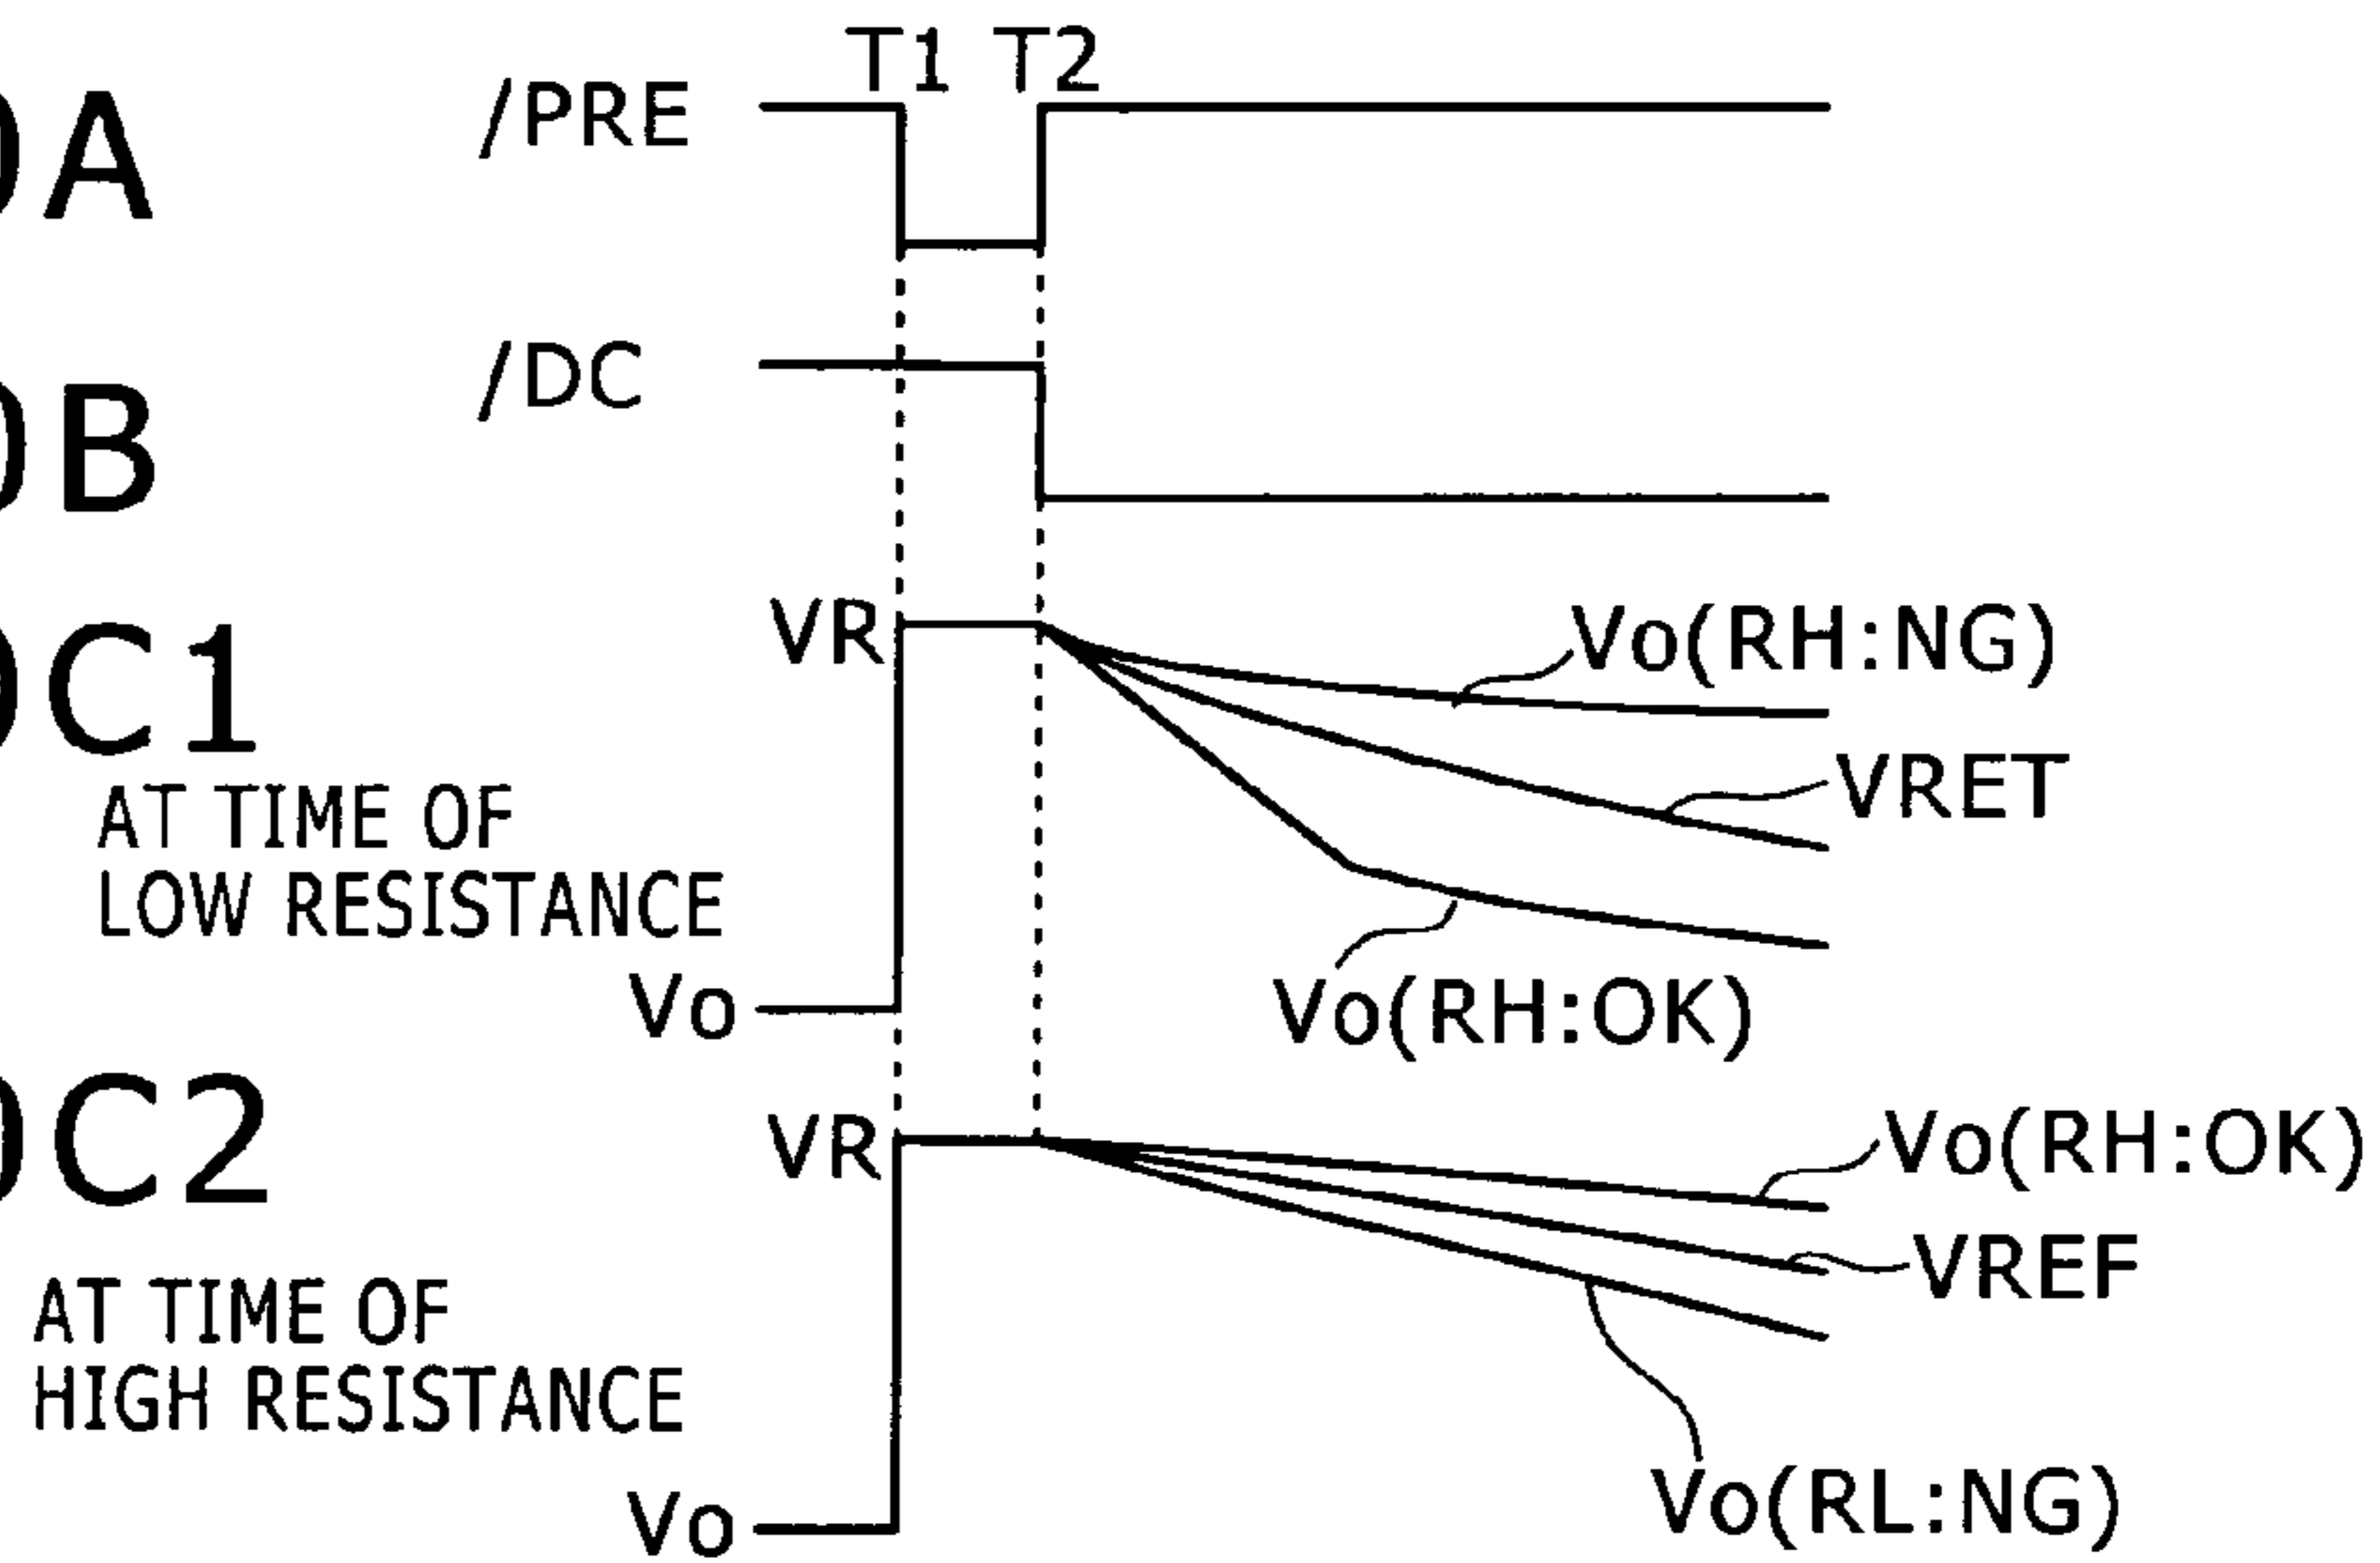 T1 T2
0A /PRE
0B /DC
0C1 VR Vo(RH:NG)
VRET
AT TIME OF
LOW RESISTANCE
Vo Vo(RH:OK)
0C2 VR Vo(RH:OK)
VREF
AT TIME OF
HIGH RESISTANCE
Vo Vo(RL:NG)